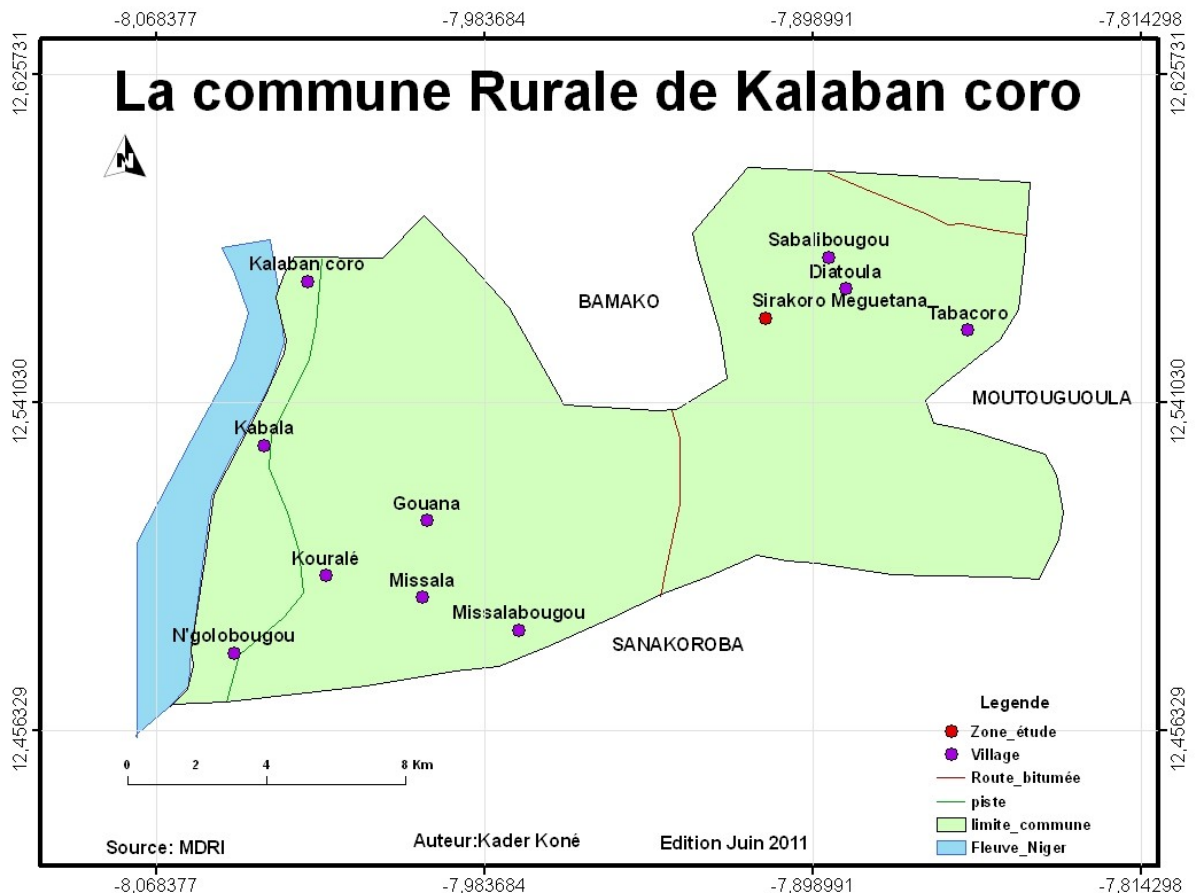 -8,068377 -7,983684 -7,898991 -7,814298
12,625731 12,625731
La commune Rurale de Kalaban coro
N
Sabalibougou
Kalaban coro
Diatoula
BAMAKO
Sirakoro Meguetana
Tabacoro
MOUTOUGUOULA
12,541030 12,541030
Kabala
Gouana
Kouralé
Missala
Missalabougou
N'golobougou
SANAKOROBA
12,456329 12,456329
Legende
Zone_étude
Village
Route_bitumée
piste
limite_commune
Fleuve_Niger
0 2 4 8 Km
Source: MDRI
Auteur:Kader Koné
Edition Juin 2011
-8,068377 -7,983684 -7,898991 -7,814298